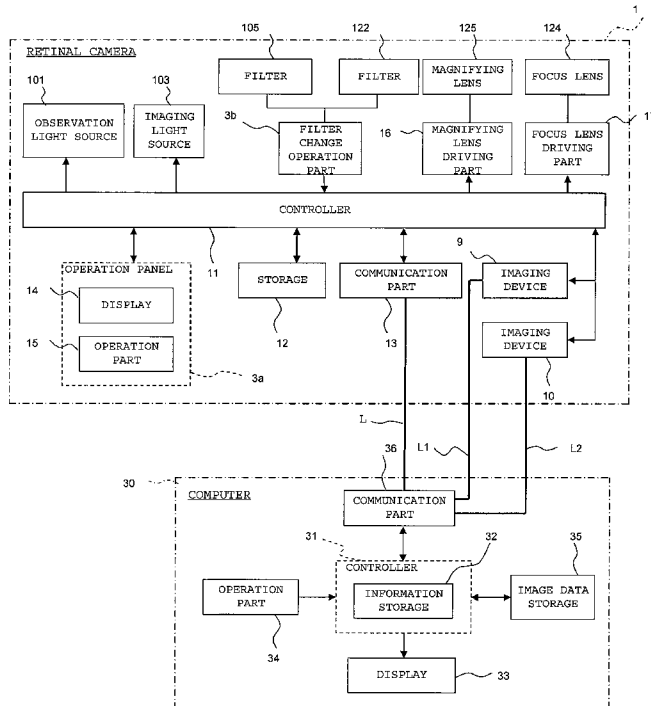 1
RETINAL CAMERA
105
122
125
124
FILTER
FILTER
MAGNIFYING
LENS
FOCUS LENS
101
103
OBSERVATION
LIGHT SOURCE
IMAGING
LIGHT
SOURCE
3b
FILTER
CHANGE
OPERATION
PART
16
MAGNIFYING
LENS
DRIVING
PART
FOCUS LENS
DRIVING
PART
CONTROLLER
11
OPERATION PANEL
14
DISPLAY
15
OPERATION
PART
3a
STORAGE
12
COMMUNICATION
PART
13
9
IMAGING
DEVICE
IMAGING
DEVICE
10
L
L1
L2
30
COMPUTER
36
COMMUNICATION
PART
31
CONTROLLER
32
INFORMATION
STORAGE
35
IMAGE DATA
STORAGE
OPERATION
PART
34
DISPLAY
33